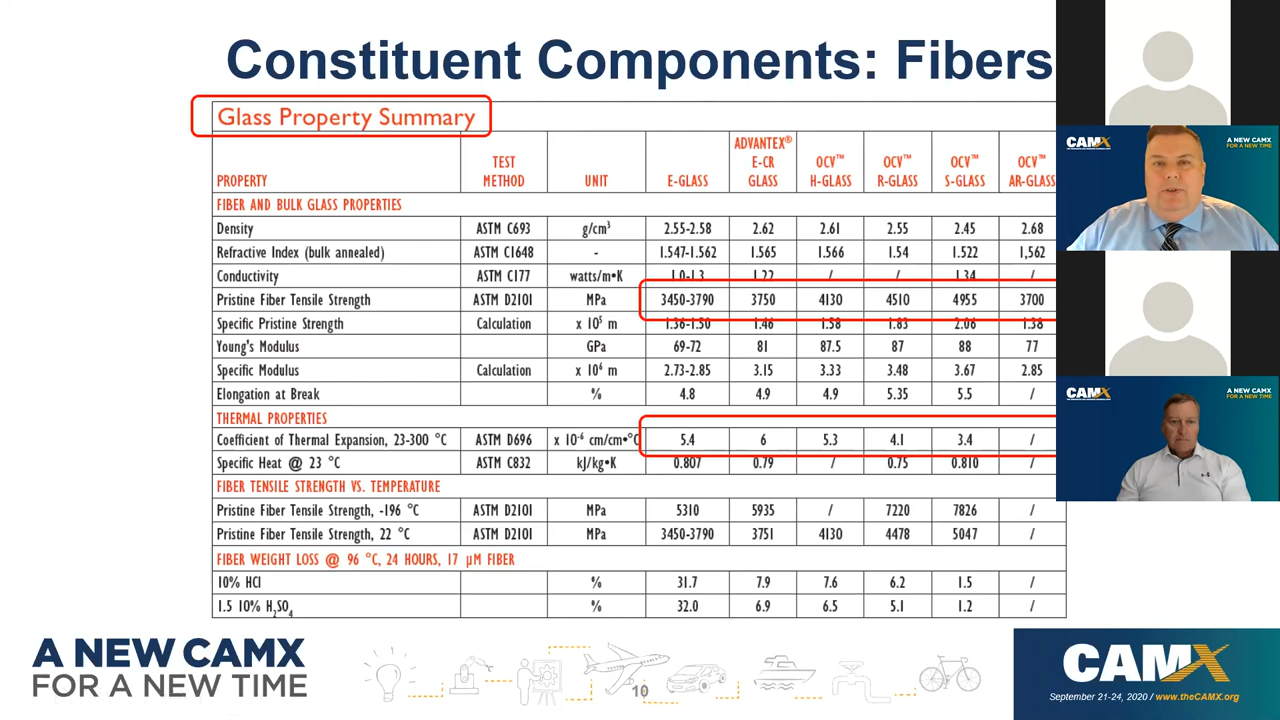 Constituent Components: Fibers
Glass Property Summary
PROPERTY TEST METHOD UNIT E-GLASS ADVANTEX® E-CR GLASS OCV™ H-GLASS OCV™ R-GLASS OCV™ S-GLASS OCV™ AR-GLASS
FIBER AND BULK GLASS PROPERTIES
Density ASTM C693 g/cm³ 2.55-2.58 2.62 2.61 2.55 2.45 2.68
Refractive Index (bulk annealed) ASTM C1648 - 1.547-1.562 1.565 1.566 1.54 1.522 1,562
Conductivity ASTM C177 watts/m•K 1.0-1.3 1.22 / / 1.34 /
Pristine Fiber Tensile Strength ASTM D2101 MPa 3450-3790 3750 4130 4510 4955 3700
Specific Pristine Strength Calculation x 10⁵ m 1.36-1.50 1.46 1.58 1.83 2.06 1.38
Young's Modulus GPa 69-72 81 87.5 87 88 77
Specific Modulus Calculation x 10⁶ m 2.73-2.85 3.15 3.33 3.48 3.67 2.85
Elongation at Break % 4.8 4.9 4.9 5.35 5.5 /
THERMAL PROPERTIES
Coefficient of Thermal Expansion, 23-300 °C ASTM D696 x 10⁻⁶ cm/cm•°C 5.4 6 5.3 4.1 3.4 /
Specific Heat @ 23 °C ASTM C832 kJ/kg•K 0.807 0.79 / 0.75 0.810 /
FIBER TENSILE STRENGTH VS. TEMPERATURE
Pristine Fiber Tensile Strength, -196 °C ASTM D2101 MPa 5310 5935 / 7220 7826 /
Pristine Fiber Tensile Strength, 22 °C ASTM D2101 MPa 3450-3790 3751 4130 4478 5047 /
FIBER WEIGHT LOSS @ 96 °C, 24 HOURS, 17 µM FIBER
10% HCl % 31.7 7.9 7.6 6.2 1.5 /
1.5 10% H₂SO₄ % 32.0 6.9 6.5 5.1 1.2 /
CAMX
A NEW CAMX
FOR A NEW TIME
CAMX
A NEW CAMX
FOR A NEW TIME
A NEW CAMX
FOR A NEW TIME
10
CAMX
September 21-24, 2020 / www.theCAMX.org